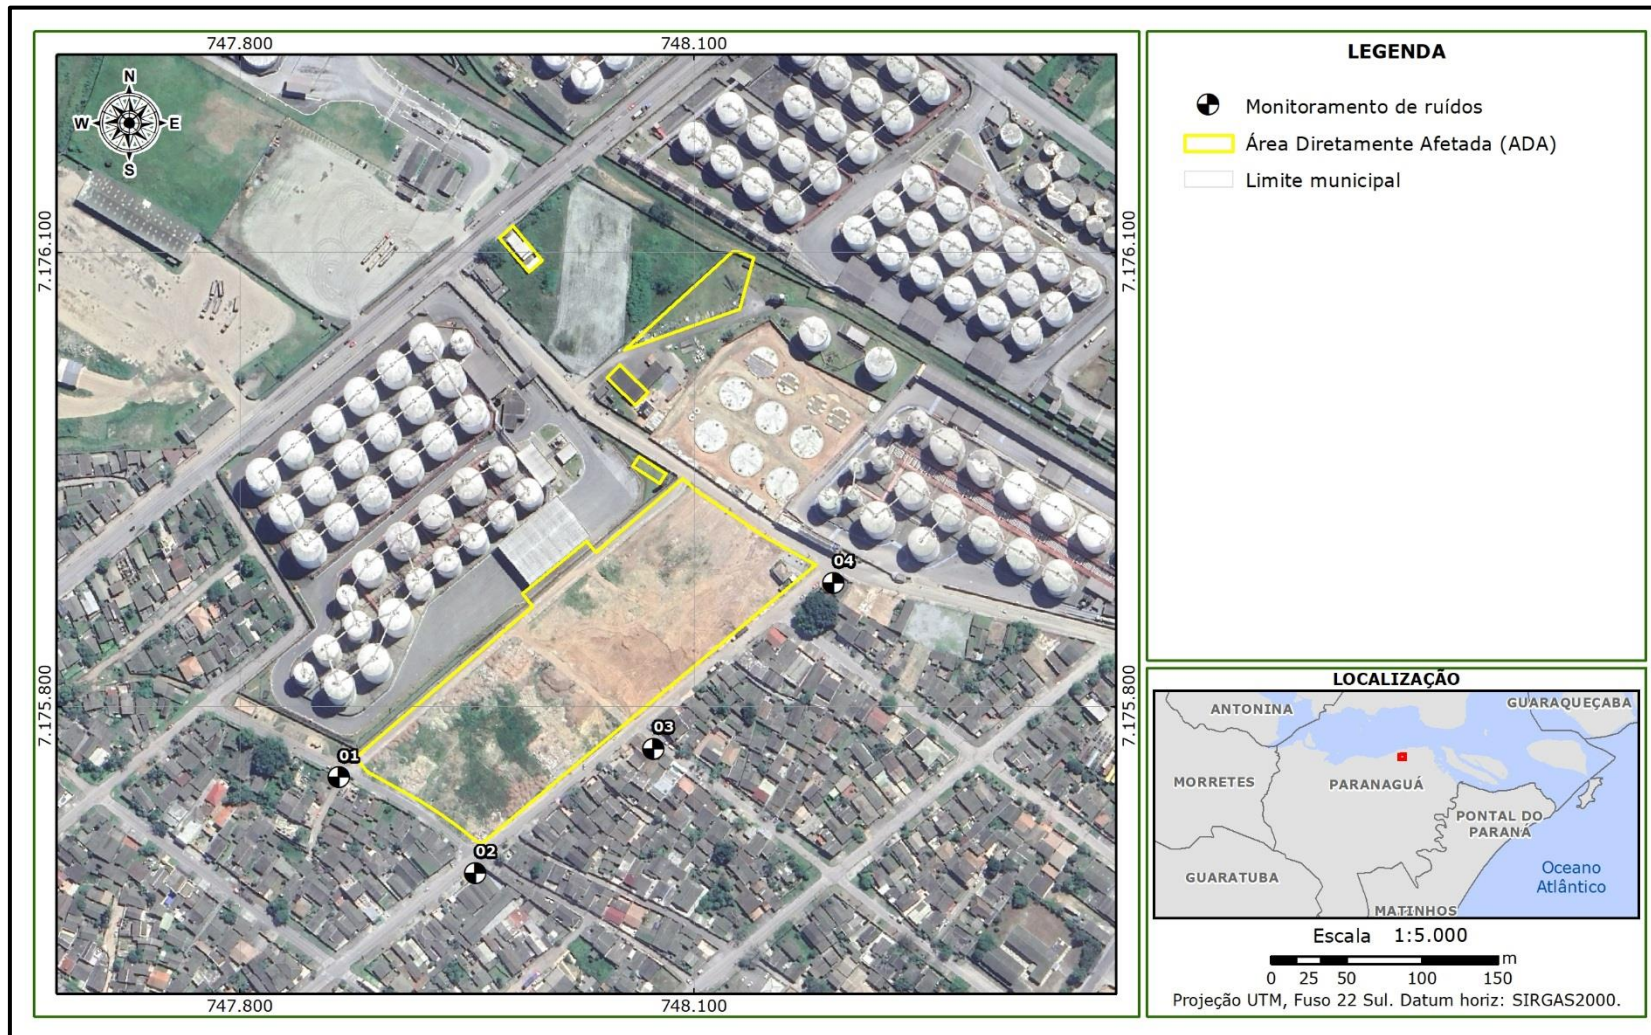 747.800
748.100
N
W
E
S
7.176.100
7.176.100
7.175.800
7.175.800
01
02
03
04
747.800
748.100
LEGENDA
Monitoramento de ruídos
Área Diretamente Afetada (ADA)
Limite municipal
LOCALIZAÇÃO
ANTONINA
GUARAQUEÇABA
MORRETES
PARANAGUÁ
PONTAL DO
PARANÁ
GUARATUBA
Oceano
Atlântico
MATINHOS
Escala 1:5.000
m
0 25 50 100 150
Projeção UTM, Fuso 22 Sul. Datum horiz: SIRGAS2000.